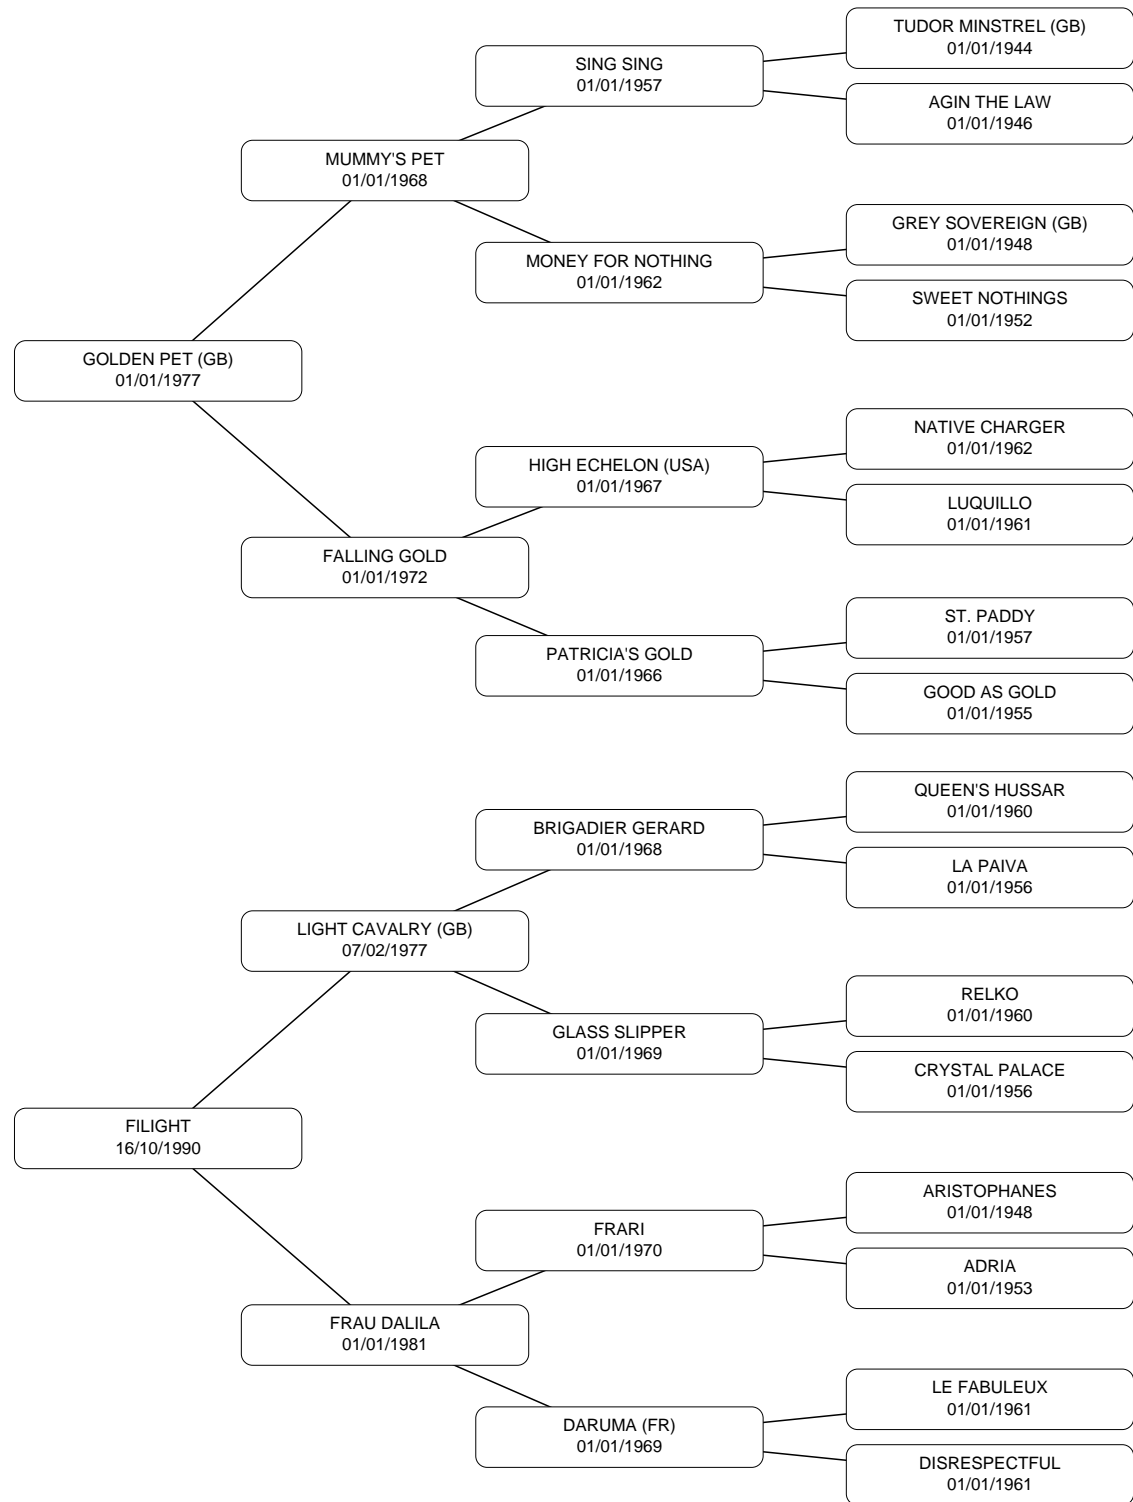 TUDOR MINSTREL (GB)
01/01/1944
SING SING
01/01/1957
AGIN THE LAW
01/01/1946
MUMMY'S PET
01/01/1968
GREY SOVEREIGN (GB)
01/01/1948
MONEY FOR NOTHING
01/01/1962
SWEET NOTHINGS
01/01/1952
GOLDEN PET (GB)
01/01/1977
NATIVE CHARGER
01/01/1962
HIGH ECHELON (USA)
01/01/1967
LUQUILLO
01/01/1961
FALLING GOLD
01/01/1972
ST. PADDY
01/01/1957
PATRICIA'S GOLD
01/01/1966
GOOD AS GOLD
01/01/1955
QUEEN'S HUSSAR
01/01/1960
BRIGADIER GERARD
01/01/1968
LA PAIVA
01/01/1956
LIGHT CAVALRY (GB)
07/02/1977
RELKO
01/01/1960
GLASS SLIPPER
01/01/1969
CRYSTAL PALACE
01/01/1956
FILIGHT
16/10/1990
ARISTOPHANES
01/01/1948
FRARI
01/01/1970
ADRIA
01/01/1953
FRAU DALILA
01/01/1981
LE FABULEUX
01/01/1961
DARUMA (FR)
01/01/1969
DISRESPECTFUL
01/01/1961